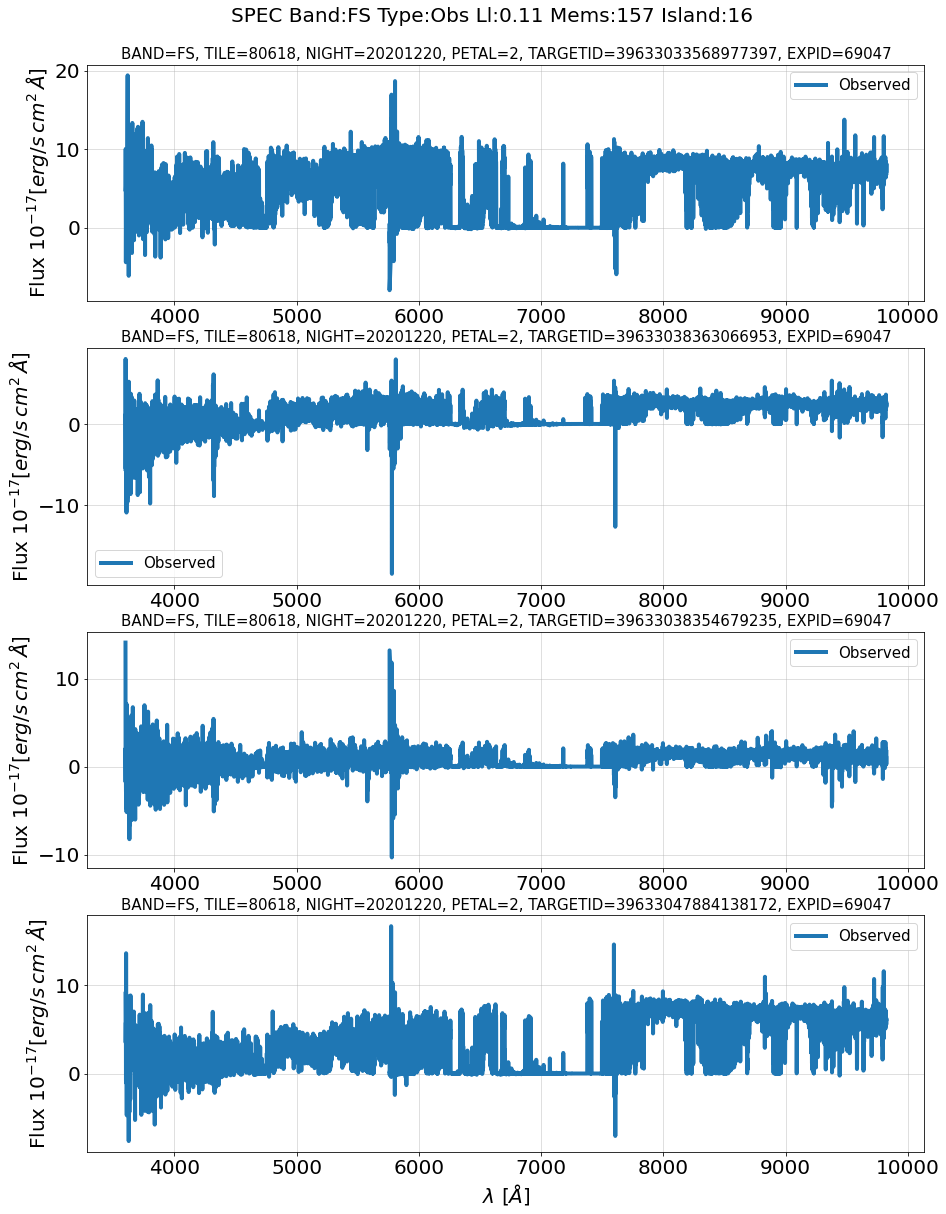 SPEC Band:FS Type:Obs Ll:0.11 Mems:157 Island:16
BAND=FS, TILE=80618, NIGHT=20201220, PETAL=2, TARGETID=39633033568977397, EXPID=69047
20
10
0
Flux 10^{-17}[erg/s cm^2 Å]
Observed
4000 5000 6000 7000 8000 9000 10000
BAND=FS, TILE=80618, NIGHT=20201220, PETAL=2, TARGETID=39633038363066953, EXPID=69047
0
−10
Flux 10^{-17}[erg/s cm^2 Å]
Observed
4000 5000 6000 7000 8000 9000 10000
BAND=FS, TILE=80618, NIGHT=20201220, PETAL=2, TARGETID=39633038354679235, EXPID=69047
10
0
−10
Flux 10^{-17}[erg/s cm^2 Å]
Observed
4000 5000 6000 7000 8000 9000 10000
BAND=FS, TILE=80618, NIGHT=20201220, PETAL=2, TARGETID=39633047884138172, EXPID=69047
10
0
Flux 10^{-17}[erg/s cm^2 Å]
Observed
4000 5000 6000 7000 8000 9000 10000
λ [Å]